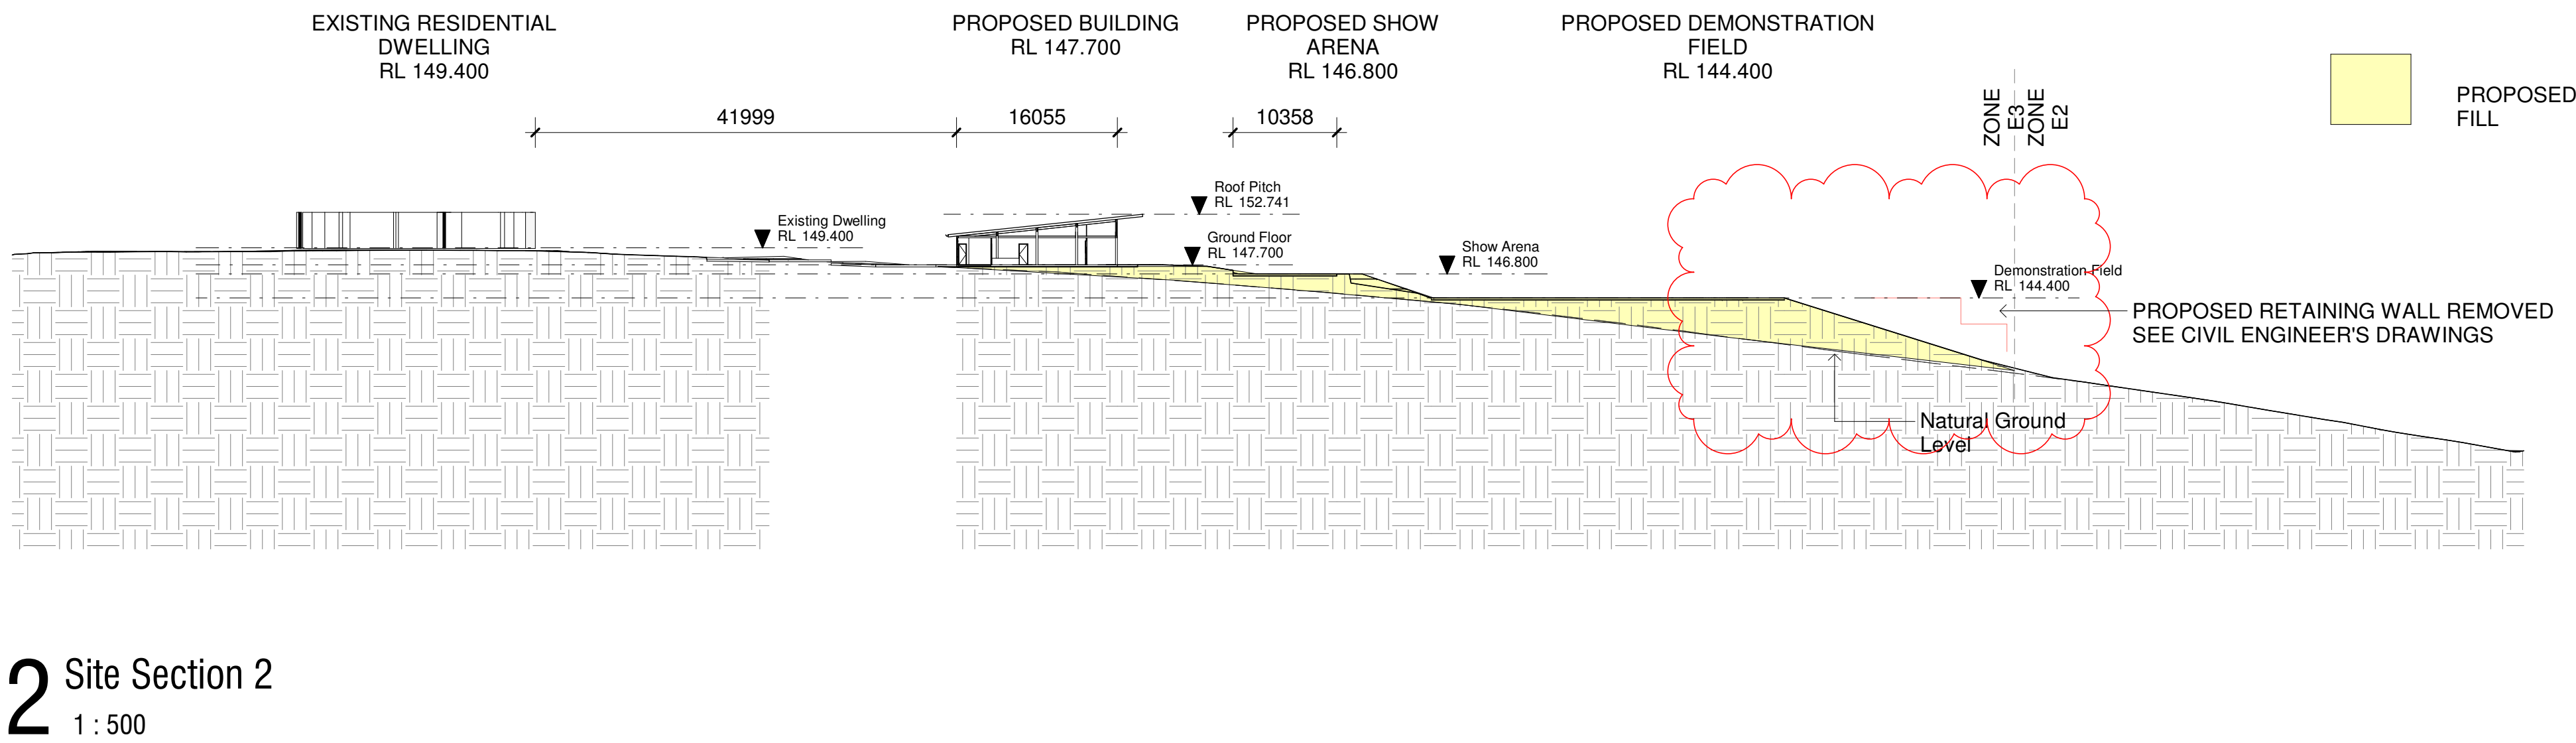 EXISTING RESIDENTIAL
DWELLING
RL 149.400
PROPOSED BUILDING
RL 147.700
PROPOSED SHOW
ARENA
RL 146.800
PROPOSED DEMONSTRATION
FIELD
RL 144.400
PROPOSED
FILL
ZONE
E3
ZONE
E2
41999
16055
10358
Roof Pitch
RL 152.741
Existing Dwelling
RL 149.400
Ground Floor
RL 147.700
Show Arena
RL 146.800
Demonstration Field
RL 144.400
PROPOSED RETAINING WALL REMOVED
SEE CIVIL ENGINEER'S DRAWINGS
Natural Ground
Level
2 Site Section 2
1 : 500